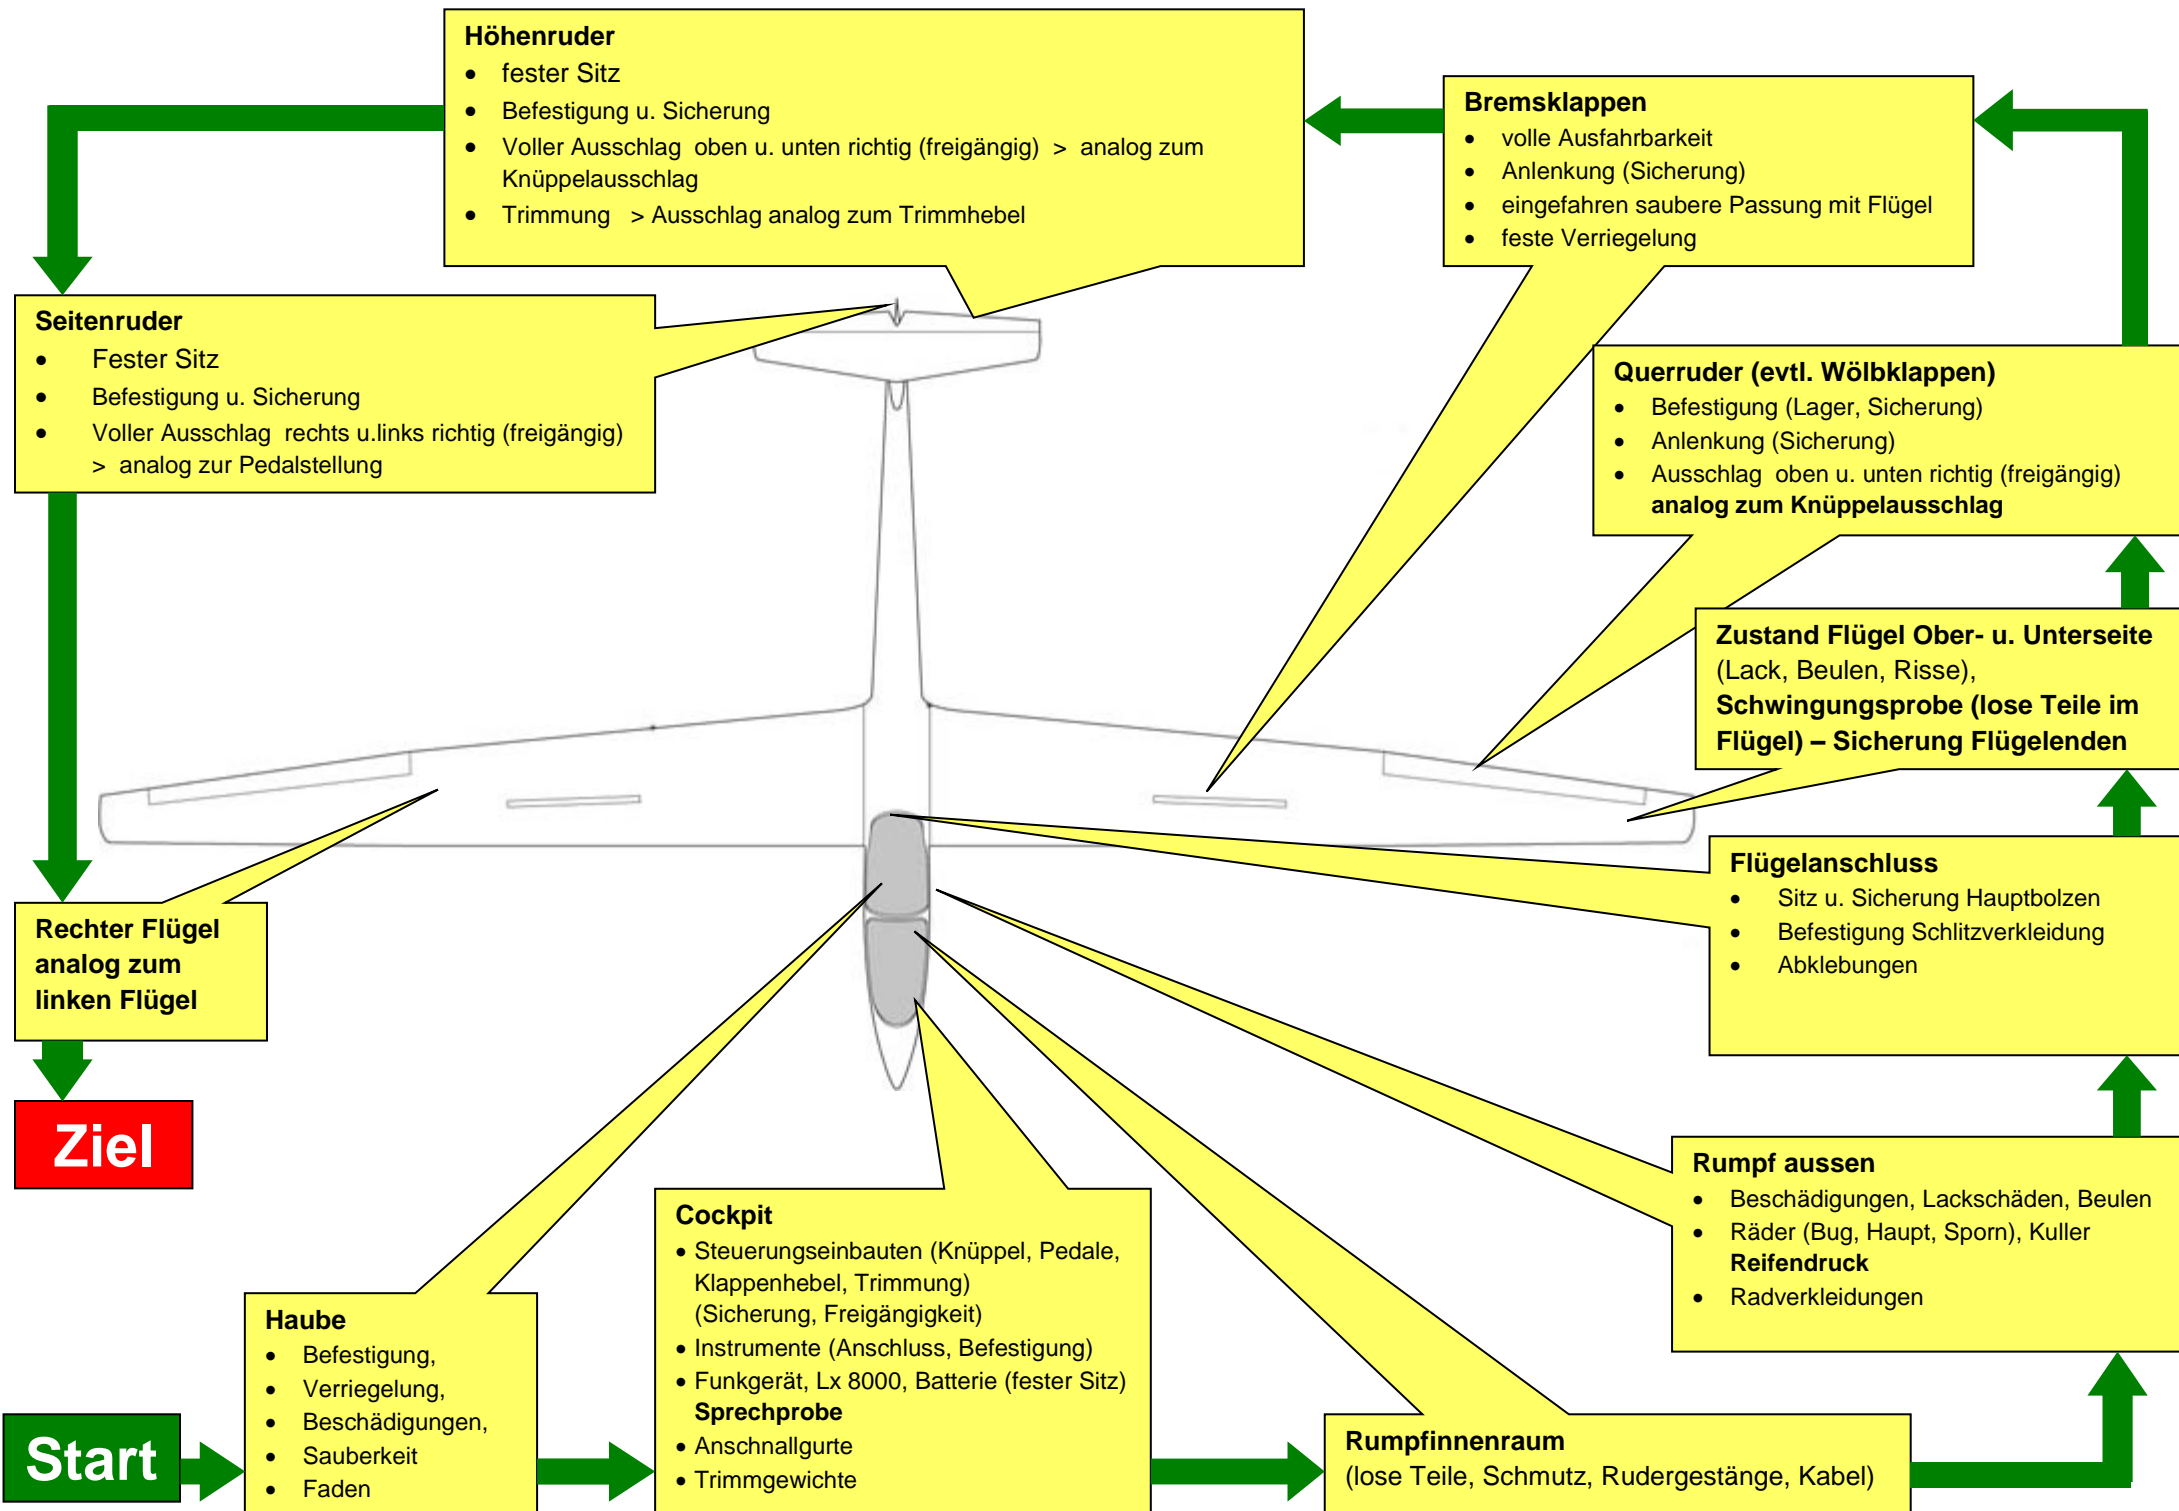 Höhenruder
• fester Sitz
• Befestigung u. Sicherung
• Voller Ausschlag oben u. unten richtig (freigängig) > analog zum
Knüppelausschlag
• Trimmung > Ausschlag analog zum Trimmhebel
Bremsklappen
• volle Ausfahrbarkeit
• Anlenkung (Sicherung)
• eingefahren saubere Passung mit Flügel
• feste Verriegelung
Seitenruder
• Fester Sitz
• Befestigung u. Sicherung
• Voller Ausschlag rechts u.links richtig (freigängig)
> analog zur Pedalstellung
Querruder (evtl. Wölbklappen)
• Befestigung (Lager, Sicherung)
• Anlenkung (Sicherung)
• Ausschlag oben u. unten richtig (freigängig)
analog zum Knüppelausschlag
Zustand Flügel Ober- u. Unterseite
(Lack, Beulen, Risse),
Schwingungsprobe (lose Teile im
Flügel) – Sicherung Flügelenden
Flügelanschluss
• Sitz u. Sicherung Hauptbolzen
• Befestigung Schlitzverkleidung
• Abklebungen
Rechter Flügel
analog zum
linken Flügel
Ziel
Rumpf aussen
• Beschädigungen, Lackschäden, Beulen
• Räder (Bug, Haupt, Sporn), Kuller
Reifendruck
• Radverkleidungen
Cockpit
• Steuerungseinbauten (Knüppel, Pedale,
Klappenhebel, Trimmung)
(Sicherung, Freigängigkeit)
• Instrumente (Anschluss, Befestigung)
• Funkgerät, Lx 8000, Batterie (fester Sitz)
Sprechprobe
• Anschnallgurte
• Trimmgewichte
Haube
• Befestigung,
• Verriegelung,
• Beschädigungen,
• Sauberkeit
• Faden
Start
Rumpfinnenraum
(lose Teile, Schmutz, Rudergestänge, Kabel)